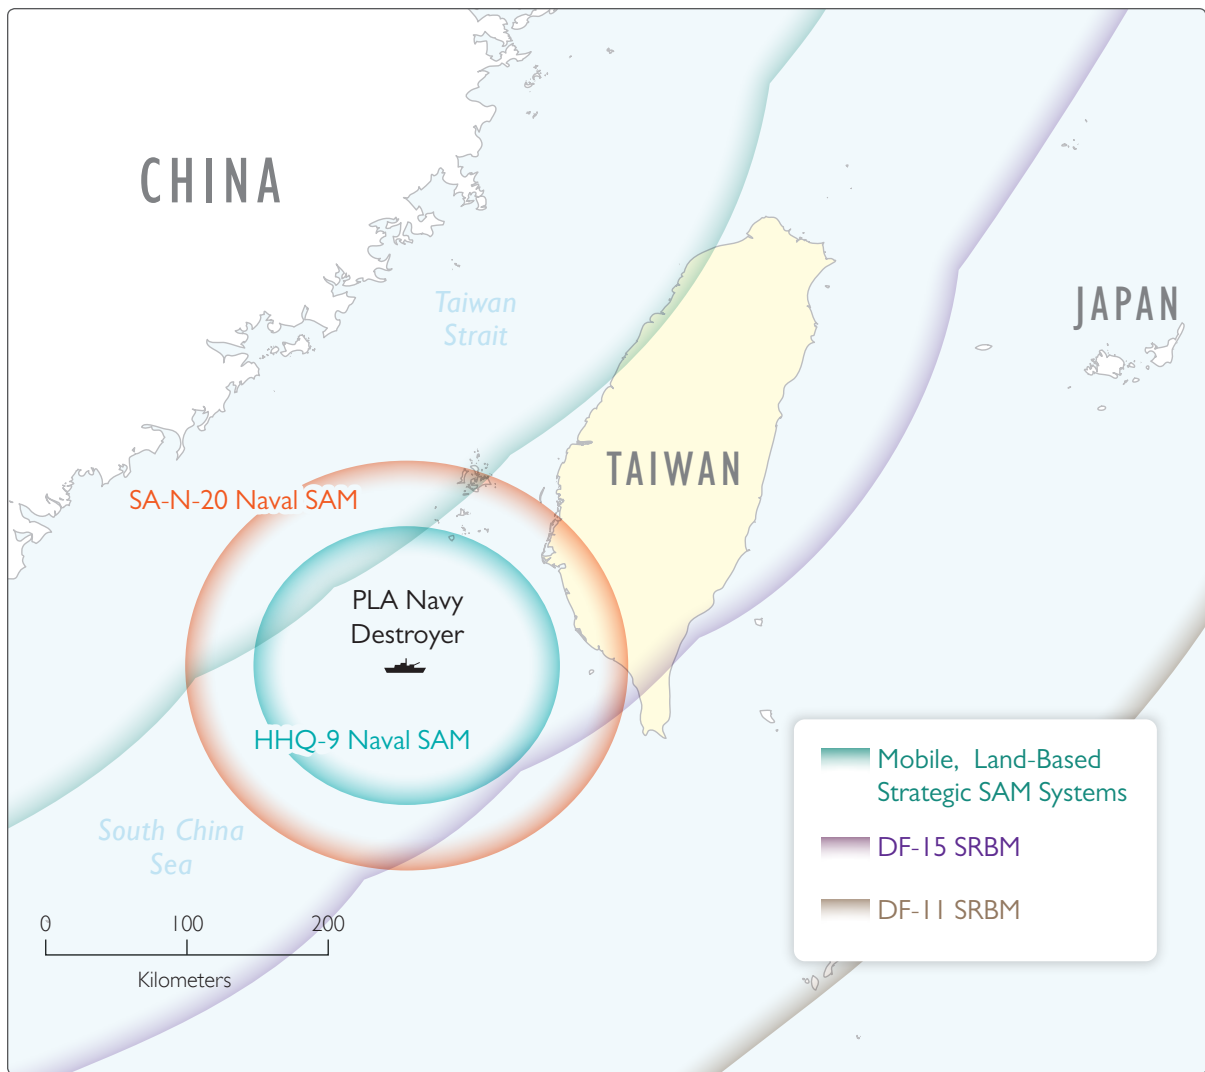 CHINA
Taiwan
Strait
JAPAN
TAIWAN
SA-N-20 Naval SAM
PLA Navy
Destroyer
HHQ-9 Naval SAM
Mobile, Land-Based
Strategic SAM Systems
DF-15 SRBM
DF-11 SRBM
South China
Sea
0 100 200
Kilometers